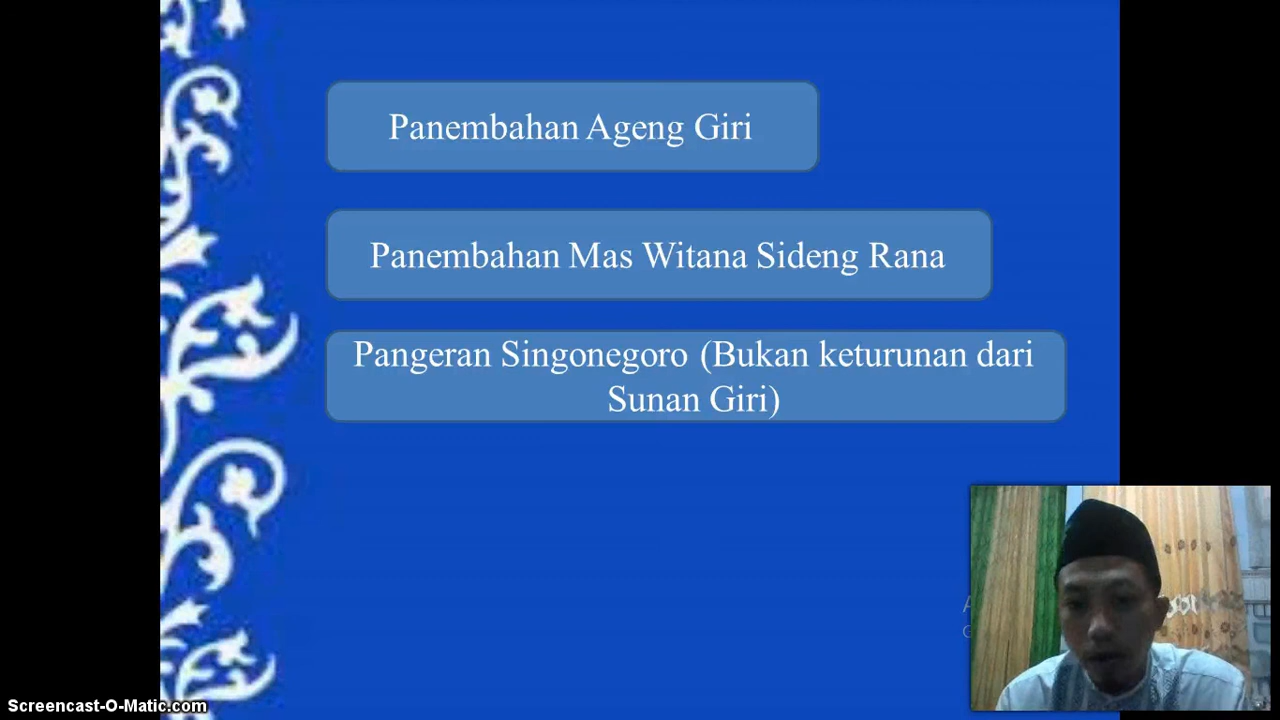 Panembahan Ageng Giri
Panembahan Mas Witana Sideng Rana
Pangeran Singonegoro (Bukan keturunan dari
Sunan Giri)
Screencast-O-Matic.com